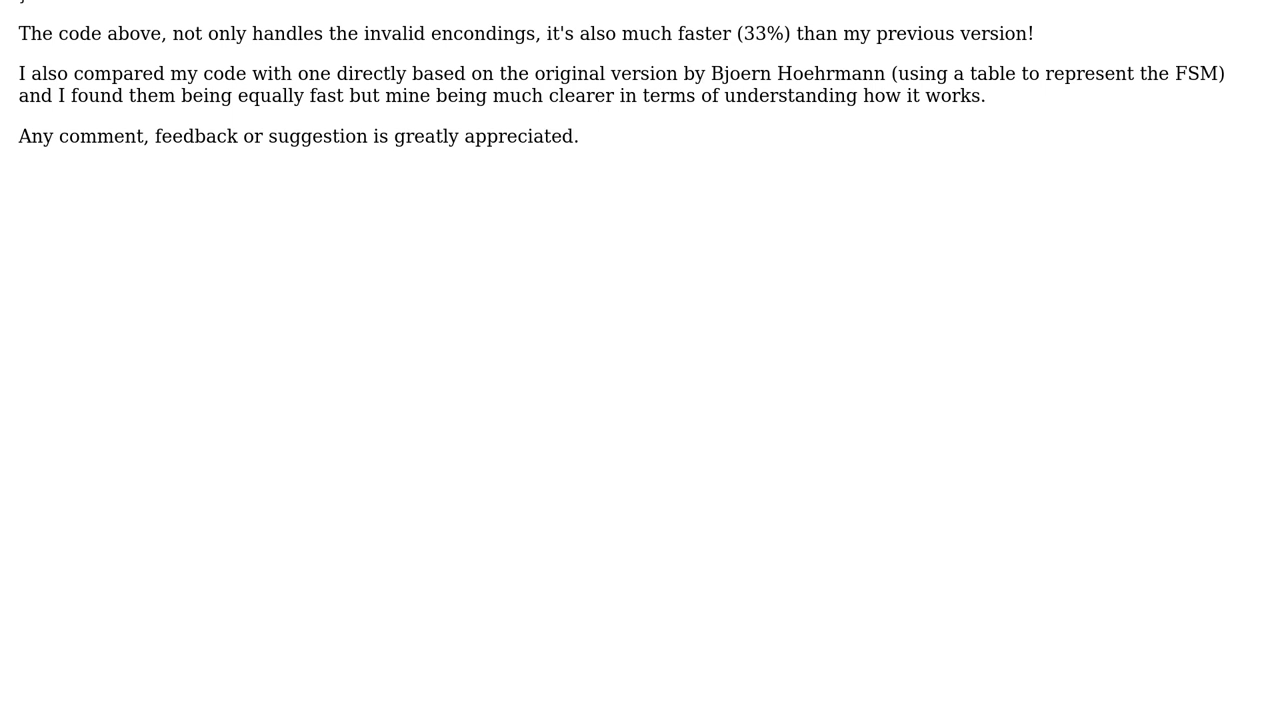 }
The code above, not only handles the invalid encondings, it's also much faster (33%) than my previous version!
I also compared my code with one directly based on the original version by Bjoern Hoehrmann (using a table to represent the FSM)
and I found them being equally fast but mine being much clearer in terms of understanding how it works.
Any comment, feedback or suggestion is greatly appreciated.